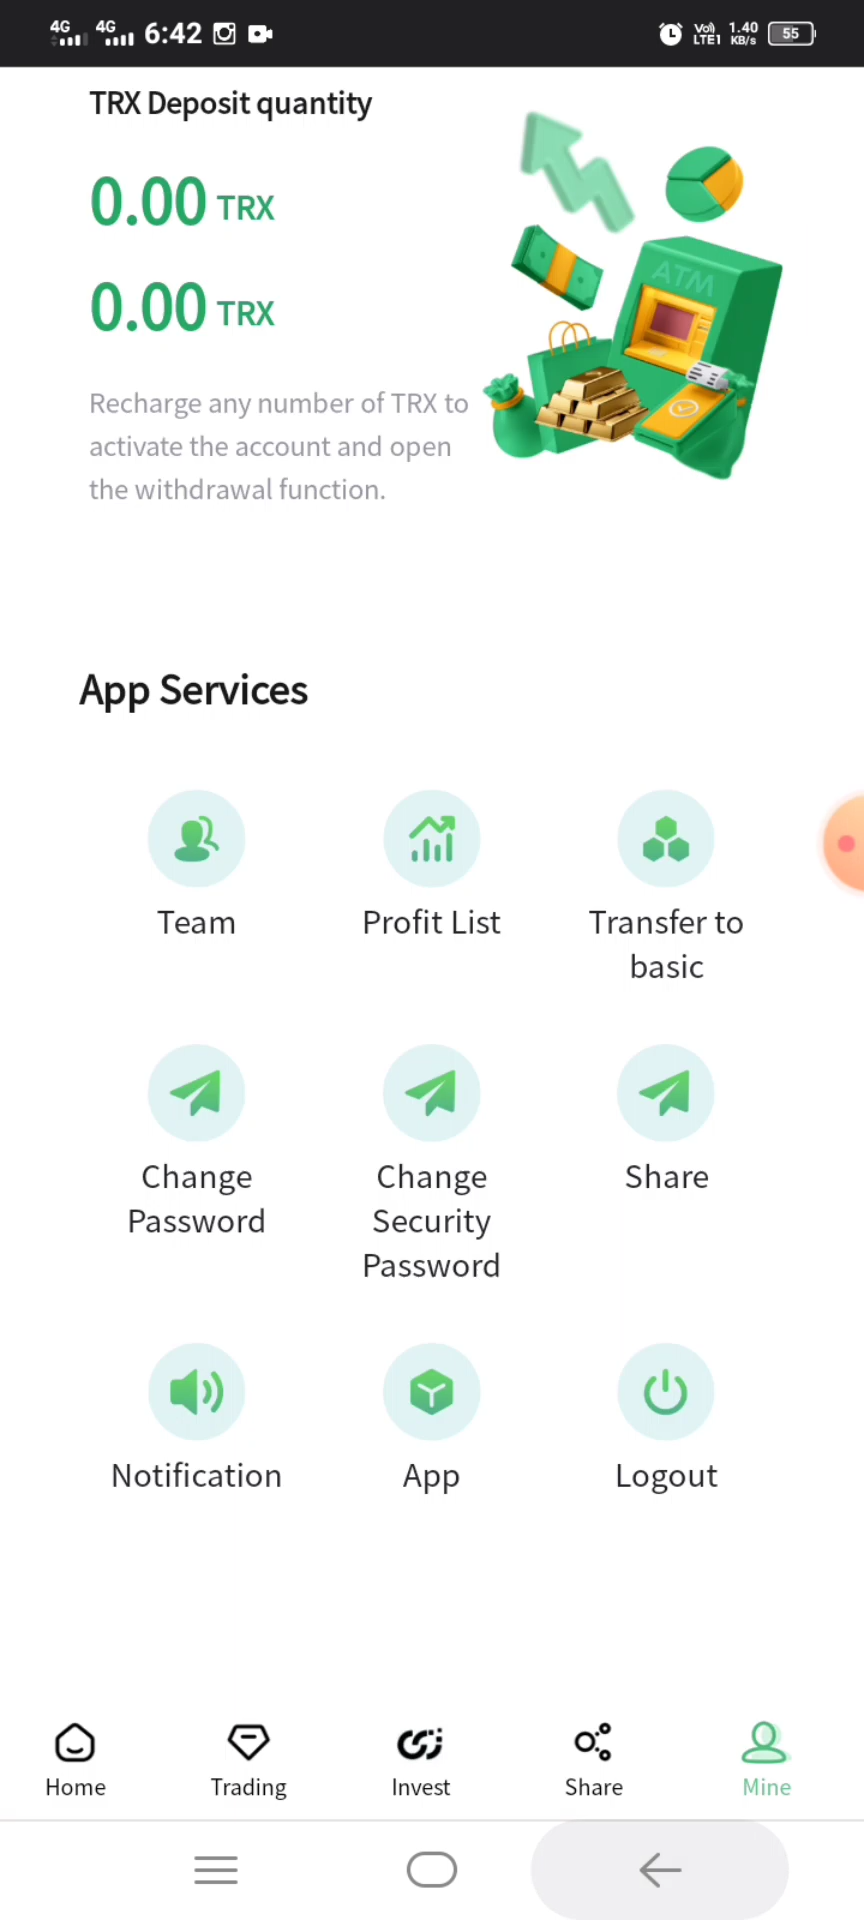 4G 4G 6:42 Vo) LTE1 1.40 KB/s 55
TRX Deposit quantity
0.00 TRX
0.00 TRX
Recharge any number of TRX to
activate the account and open
the withdrawal function.
ATM
App Services
Team Profit List Transfer to
basic
Change Change Share
Password Security
Password
Notification App Logout
Home Trading Invest Share Mine